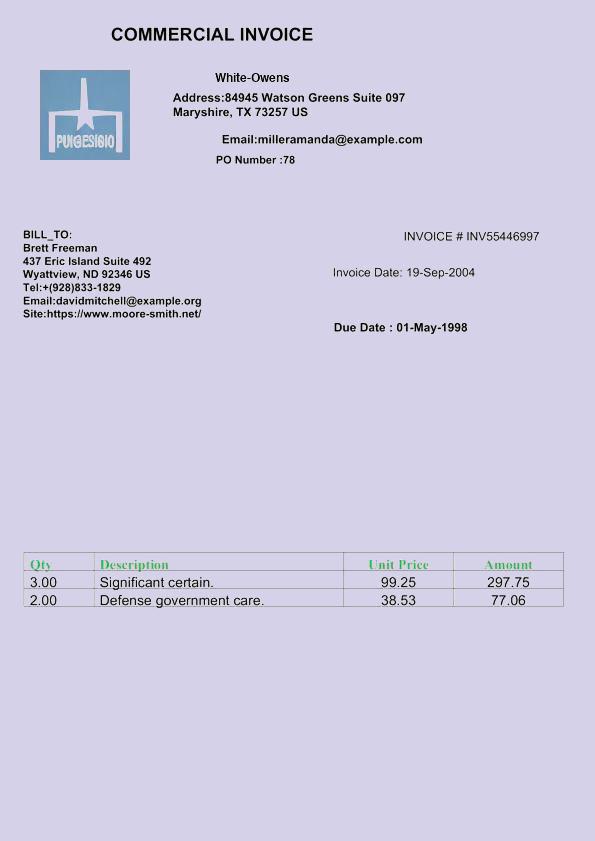 COMMERCIAL INVOICE
PUIGESIGIO
White-Owens
Address:84945 Watson Greens Suite 097
Maryshire, TX 73257 US
Email:milleramanda@example.com
PO Number :78
BILL_TO:
Brett Freeman
437 Eric Island Suite 492
Wyattview, ND 92346 US
Tel:+(928)833-1829
Email:davidmitchell@example.org
Site:https://www.moore-smith.net/
INVOICE # INV55446997
Invoice Date: 19-Sep-2004
Due Date : 01-May-1998
Qty Description Unit Price Amount
3.00 Significant certain. 99.25 297.75
2.00 Defense government care. 38.53 77.06